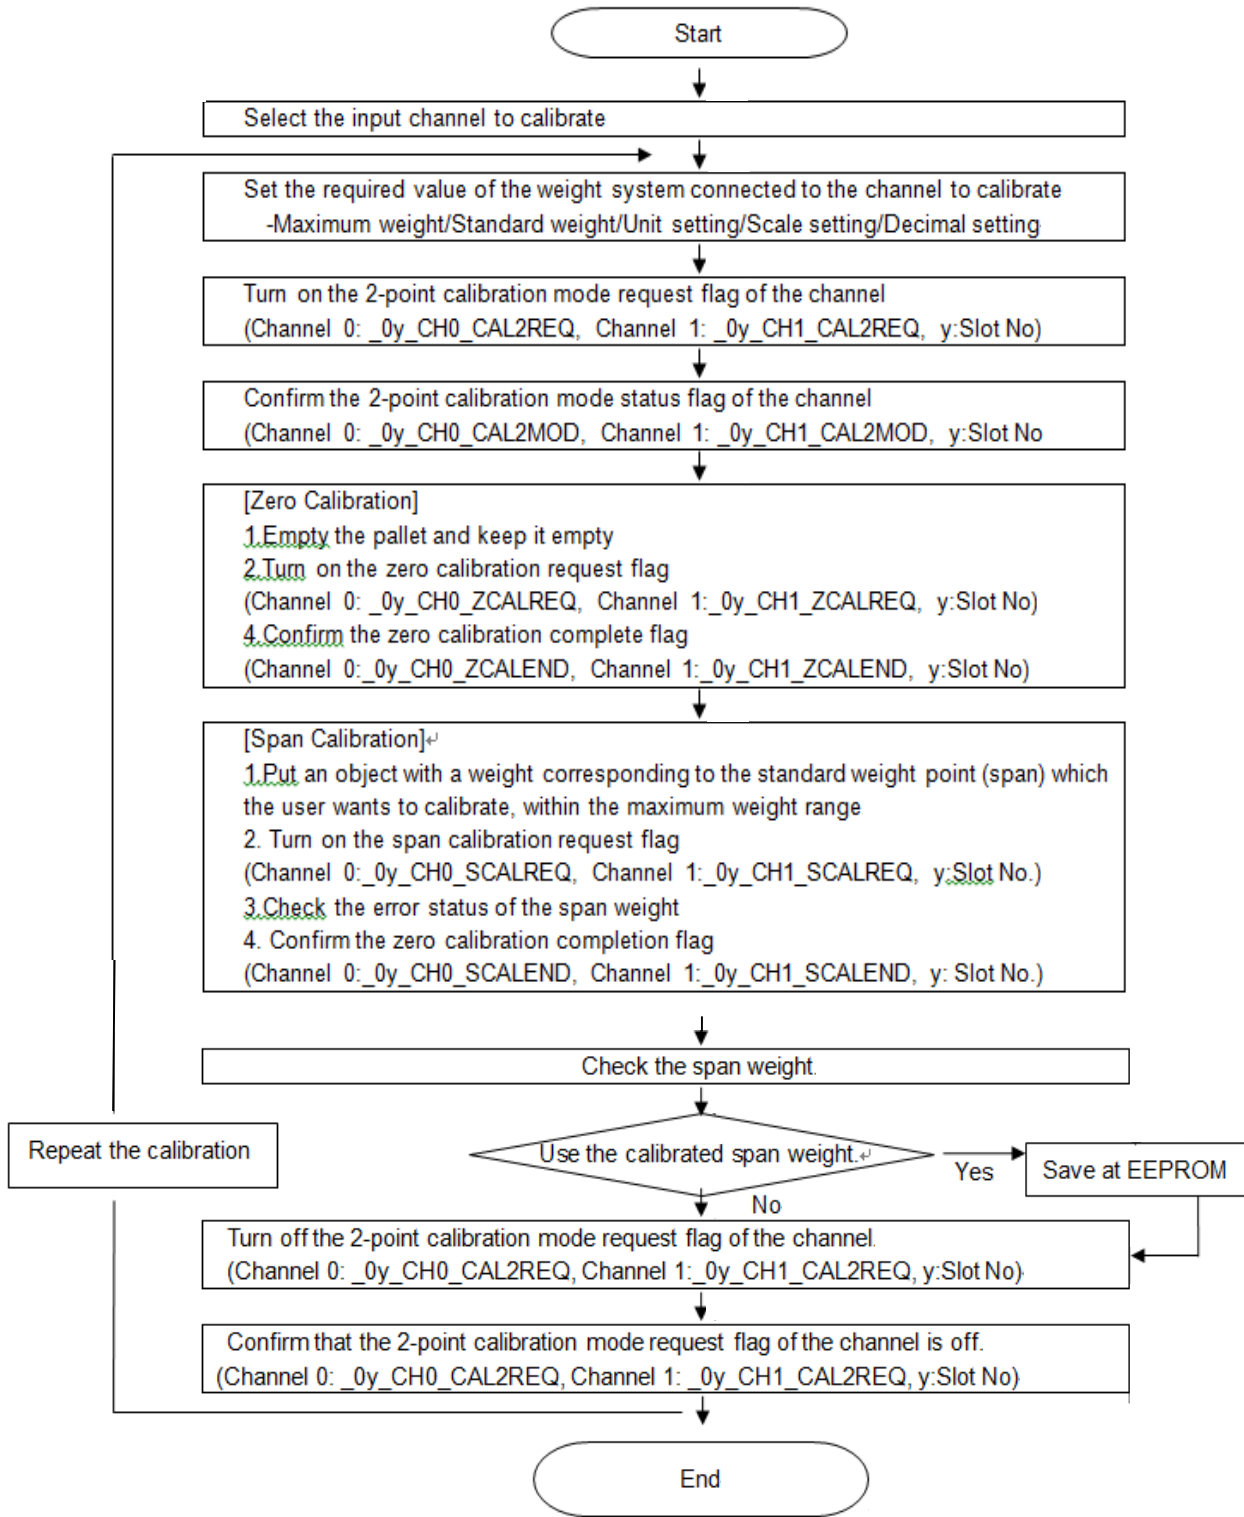 Start
Select the input channel to calibrate
Set the required value of the weight system connected to the channel to calibrate
-Maximum weight/Standard weight/Unit setting/Scale setting/Decimal setting
Turn on the 2-point calibration mode request flag of the channel
(Channel 0: _0y_CH0_CAL2REQ, Channel 1: _0y_CH1_CAL2REQ, y:Slot No)
Confirm the 2-point calibration mode status flag of the channel
(Channel 0: _0y_CH0_CAL2MOD, Channel 1: _0y_CH1_CAL2MOD, y:Slot No
[Zero Calibration]
1.Empty the pallet and keep it empty
2.Turn on the zero calibration request flag
(Channel 0: _0y_CH0_ZCALREQ, Channel 1:_0y_CH1_ZCALREQ, y:Slot No)
4.Confirm the zero calibration complete flag
(Channel 0:_0y_CH0_ZCALEND, Channel 1:_0y_CH1_ZCALEND, y:Slot No)
[Span Calibration]↵
1.Put an object with a weight corresponding to the standard weight point (span) which
the user wants to calibrate, within the maximum weight range
2. Turn on the span calibration request flag
(Channel 0:_0y_CH0_SCALREQ, Channel 1:_0y_CH1_SCALREQ, y:Slot No.)
3.Check the error status of the span weight
4. Confirm the zero calibration completion flag
(Channel 0:_0y_CH0_SCALEND, Channel 1:_0y_CH1_SCALEND, y: Slot No.)
Check the span weight.
Repeat the calibration
Use the calibrated span weight.↵
Yes
Save at EEPROM
No
Turn off the 2-point calibration mode request flag of the channel.
(Channel 0: _0y_CH0_CAL2REQ, Channel 1:_0y_CH1_CAL2REQ, y:Slot No)
Confirm that the 2-point calibration mode request flag of the channel is off.
(Channel 0: _0y_CH0_CAL2REQ, Channel 1: _0y_CH1_CAL2REQ, y:Slot No)
End